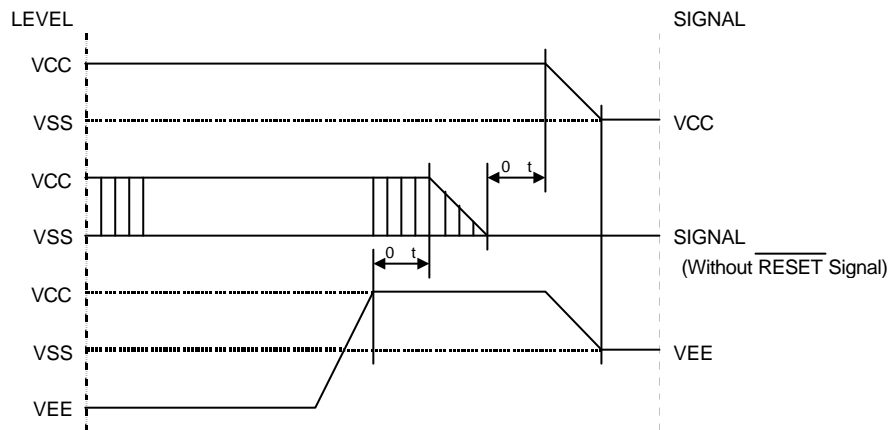 LEVEL
SIGNAL
VCC
VSS
VCC
0 t
VCC
VSS
SIGNAL
(Without RESET Signal)
0 t
VCC
VSS
VEE
VEE